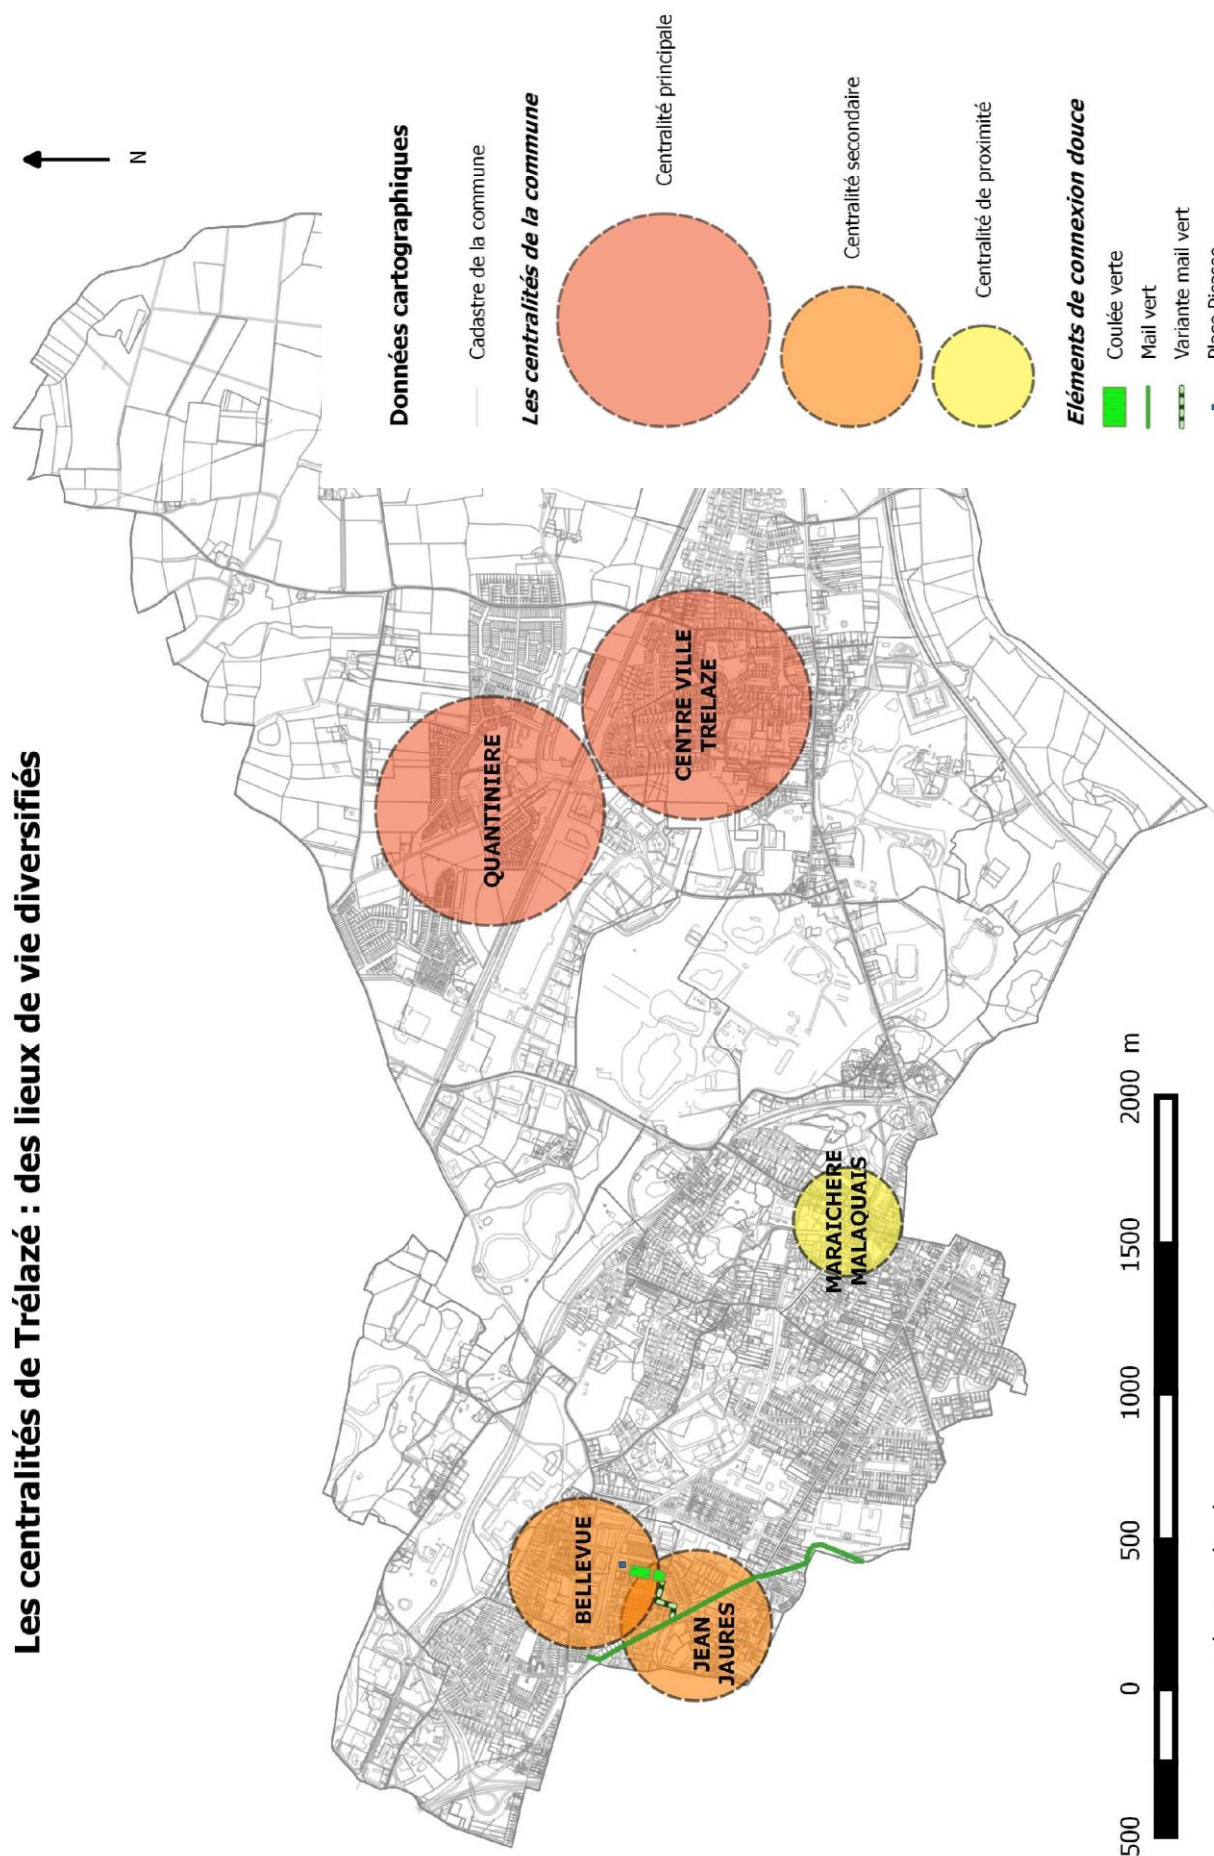 Les centralités de Trélazé : des lieux de vie diversifiés
N
QUANTINIERE
CENTRE VILLE
TRELAZE
BELLEVUE
JEAN
JAURES
MARAICHERE
MALAQUAIS
Données cartographiques
Cadastre de la commune
Les centralités de la commune
Centralité principale
Centralité secondaire
Centralité de proximité
Eléments de connexion douce
Coulée verte
Mail vert
Variante mail vert
500 0 500 1000 1500 2000 m